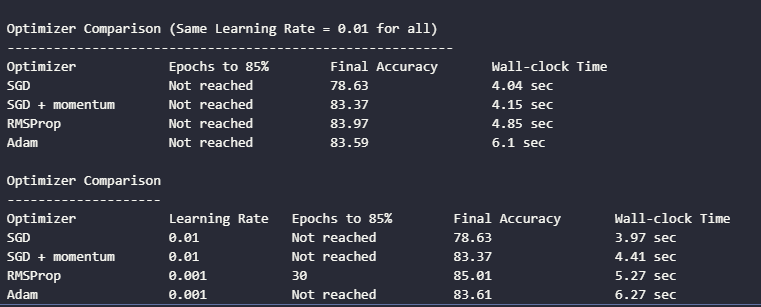 Optimizer Comparison (Same Learning Rate = 0.01 for all)
----------------------------------------------------------
Optimizer Epochs to 85% Final Accuracy Wall-clock Time
SGD Not reached 78.63 4.04 sec
SGD + momentum Not reached 83.37 4.15 sec
RMSProp Not reached 83.97 4.85 sec
Adam Not reached 83.59 6.1 sec
Optimizer Comparison
--------------------
Optimizer Learning Rate Epochs to 85% Final Accuracy Wall-clock Time
SGD 0.01 Not reached 78.63 3.97 sec
SGD + momentum 0.01 Not reached 83.37 4.41 sec
RMSProp 0.001 30 85.01 5.27 sec
Adam 0.001 Not reached 83.61 6.27 sec